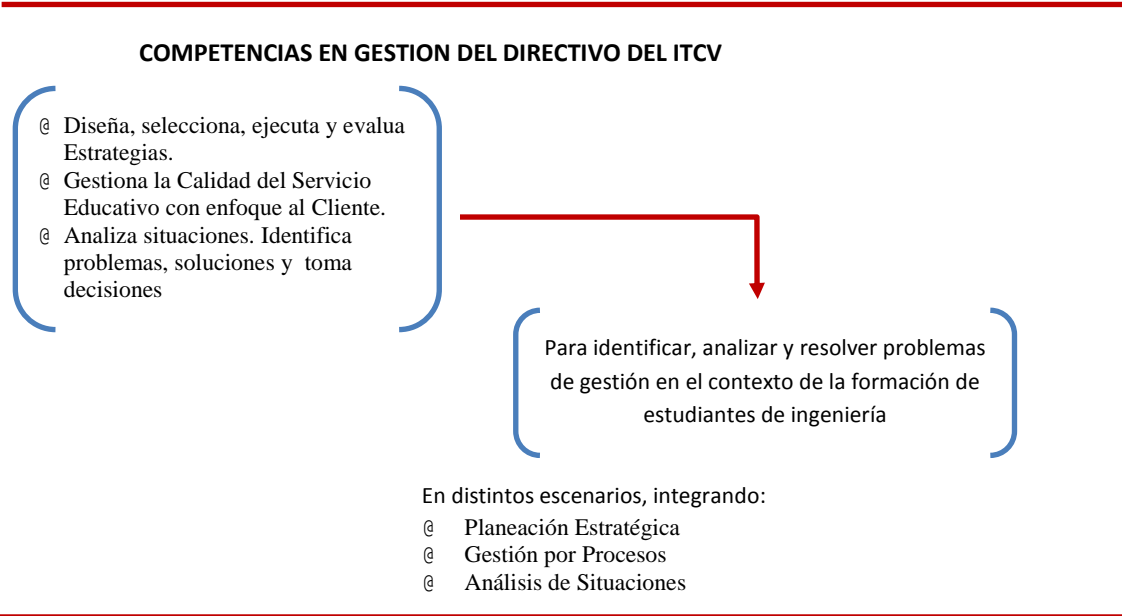 COMPETENCIAS EN GESTION DEL DIRECTIVO DEL ITCV
@ Diseña, selecciona, ejecuta y evalua
Estrategias.
@ Gestiona la Calidad del Servicio
Educativo con enfoque al Cliente.
@ Analiza situaciones. Identifica
problemas, soluciones y toma
decisiones
Para identificar, analizar y resolver problemas
de gestión en el contexto de la formación de
estudiantes de ingeniería
En distintos escenarios, integrando:
@ Planeación Estratégica
@ Gestión por Procesos
@ Análisis de Situaciones